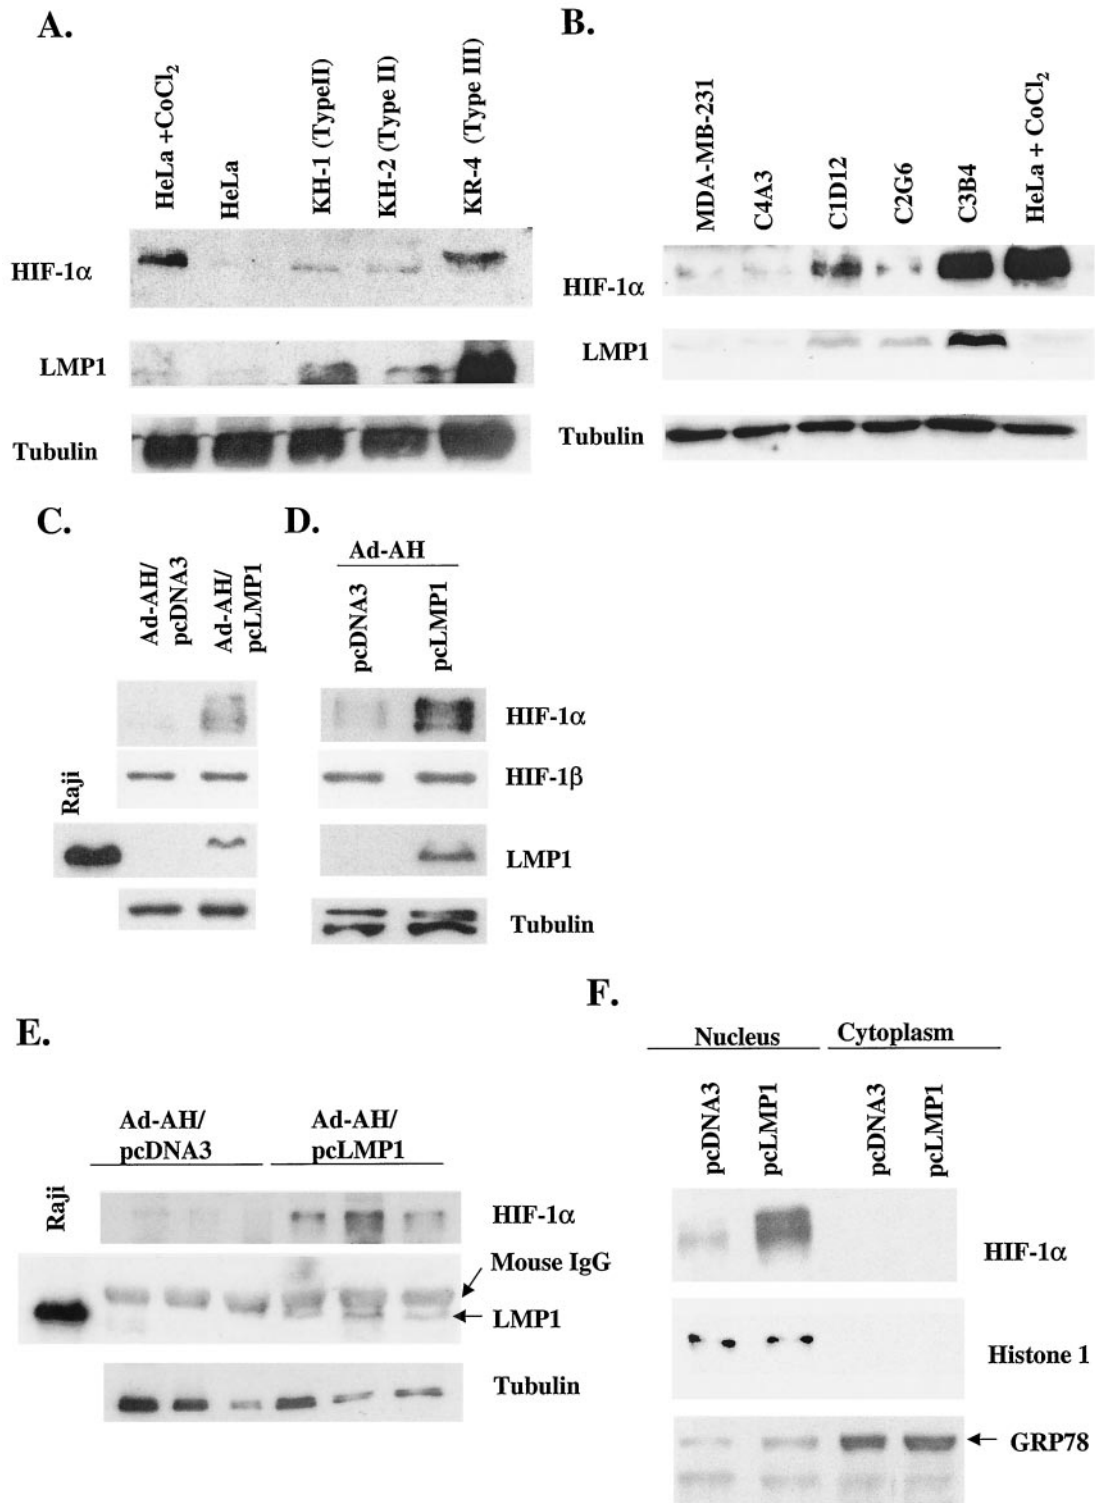 A.
HeLa +CoCl2
HeLa
KH-1 (TypeII)
KH-2 (Type II)
KR-4 (Type III)
HIF-1α
LMP1
Tubulin
B.
MDA-MB-231
C4A3
C1D12
C2G6
C3B4
HeLa + CoCl2
HIF-1α
LMP1
Tubulin
C.
Ad-AH/
pcDNA3
Ad-AH/
pcLMP1
Raji
D.
Ad-AH
pcDNA3
pcLMP1
HIF-1α
HIF-1β
LMP1
Tubulin
E.
Ad-AH/
pcDNA3
Ad-AH/
pcLMP1
Raji
HIF-1α
Mouse IgG
LMP1
Tubulin
F.
Nucleus
Cytoplasm
pcDNA3
pcLMP1
pcDNA3
pcLMP1
HIF-1α
Histone 1
GRP78